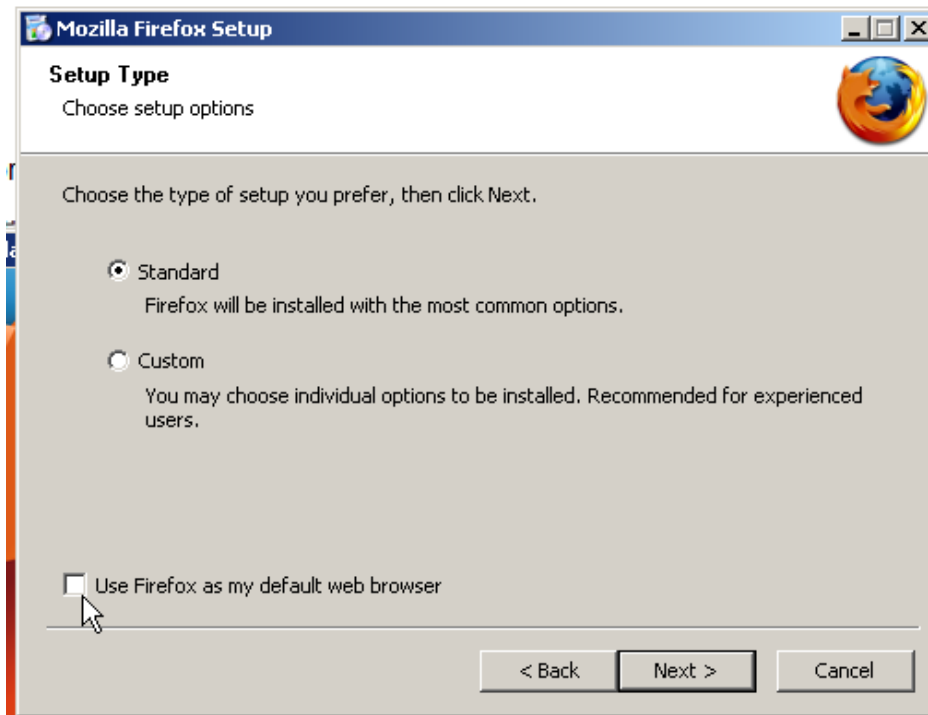 Mozilla Firefox Setup
Setup Type
Choose setup options
Choose the type of setup you prefer, then click Next.
Standard
Firefox will be installed with the most common options.
Custom
You may choose individual options to be installed. Recommended for experienced
users.
Use Firefox as my default web browser
< Back
Next >
Cancel